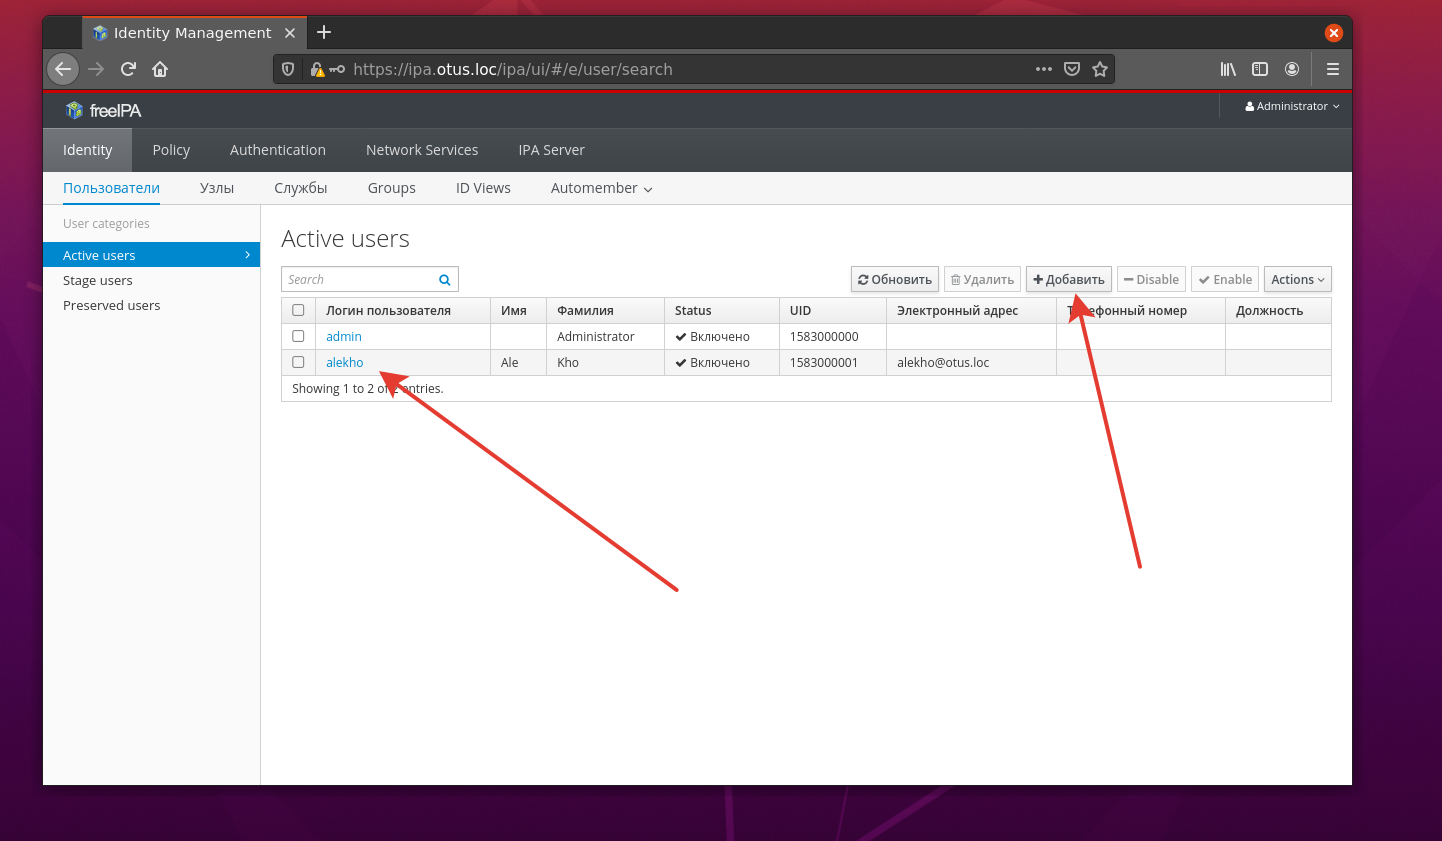 Identity Management
https://ipa.otus.loc/ipa/ui/#/e/user/search
freeIPA
Administrator
Identity Policy Authentication Network Services IPA Server
Пользователи Узлы Службы Groups ID Views Automember
User categories
Active users
Stage users
Preserved users
Active users
Search
Обновить Удалить Добавить Disable Enable Actions
Логин пользователя Имя Фамилия Status UID Электронный адрес Телефонный номер Должность
admin Administrator Включено 1583000000
alekho Ale Kho Включено 1583000001 alekho@otus.loc
Showing 1 to 2 of 2 entries.